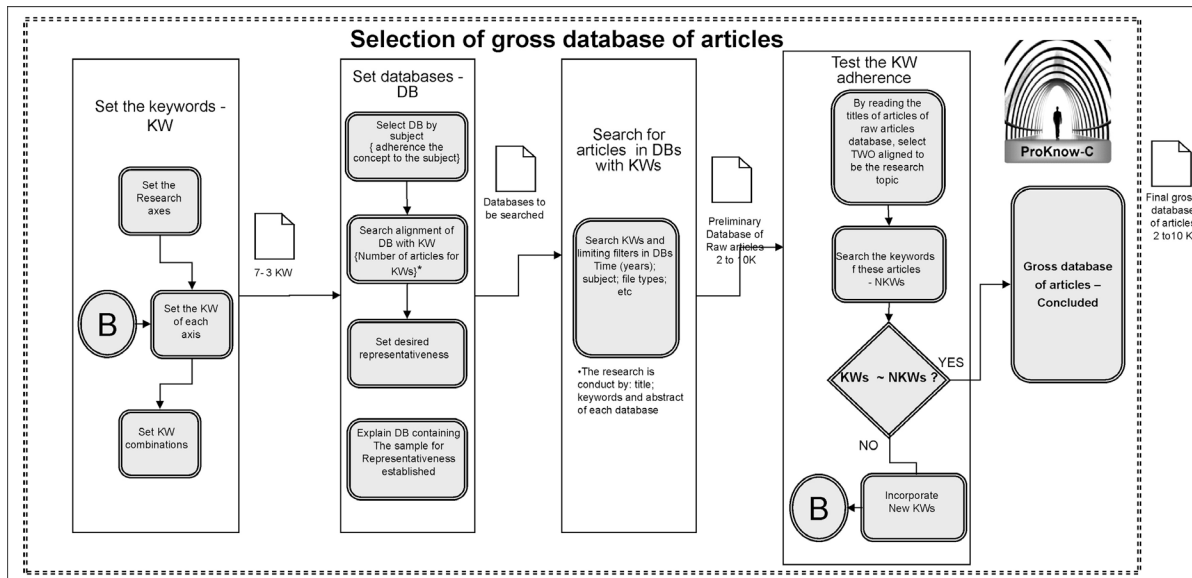 Selection of gross database of articles
Set the keywords -
KW
Set the
Research
axes
B
Set the KW
of each
axis
Set KW
combinations
7- 3 KW
Set databases -
DB
Select DB by
subject
{ adherence the
concept to the subject}
Search alignment of
DB with KW
{Number of articles for
KWs}*
Set desired
representativeness
Explain DB containing
The sample for
Representativeness
established
Databases to
be searched
Search for
articles in DBs
with KWs
Search KWs and
limiting filters in DBs
Time (years);
subject; file types;
etc
•The research is
conduct by: title;
keywords and abstract
of each database
Preliminary
Database of
Raw articles
2 to 10K
Test the KW
adherence
By reading the
titles of articles of
raw articles
database, select
TWO aligned to
be the research
topic
Search the keywords
f these articles
- NKWs
KWs ~ NKWs ?
YES
NO
Incorporate
New KWs
B
ProKnow-C
Gross database
of articles –
Concluded
Final gross
database
of articles
2 to10 K